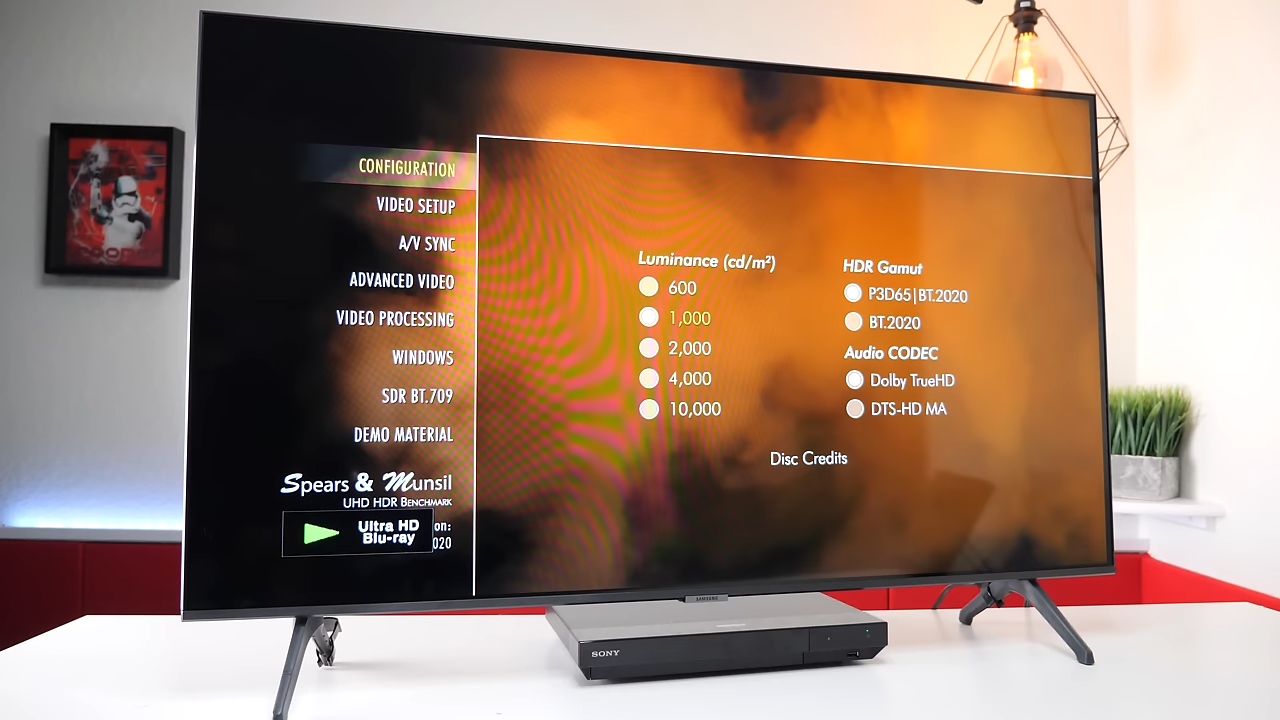 CONFIGURATION
VIDEO SETUP
A/V SYNC
ADVANCED VIDEO
VIDEO PROCESSING
WINDOWS
SDR BT.709
DEMO MATERIAL
Spears & Munsil
UHD HDR BENCHMARK
on:
020
Ultra HD
Blu-ray
Luminance (cd/m²)
600
1,000
2,000
4,000
10,000
HDR Gamut
P3D65|BT.2020
BT.2020
Audio CODEC
Dolby TrueHD
DTS-HD MA
Disc Credits
SAMSUNG
SONY